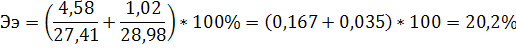 Ээ = (4,58/27,41 + 1,02/28,98) * 100% = (0,167 + 0,035) * 100 = 20,2%